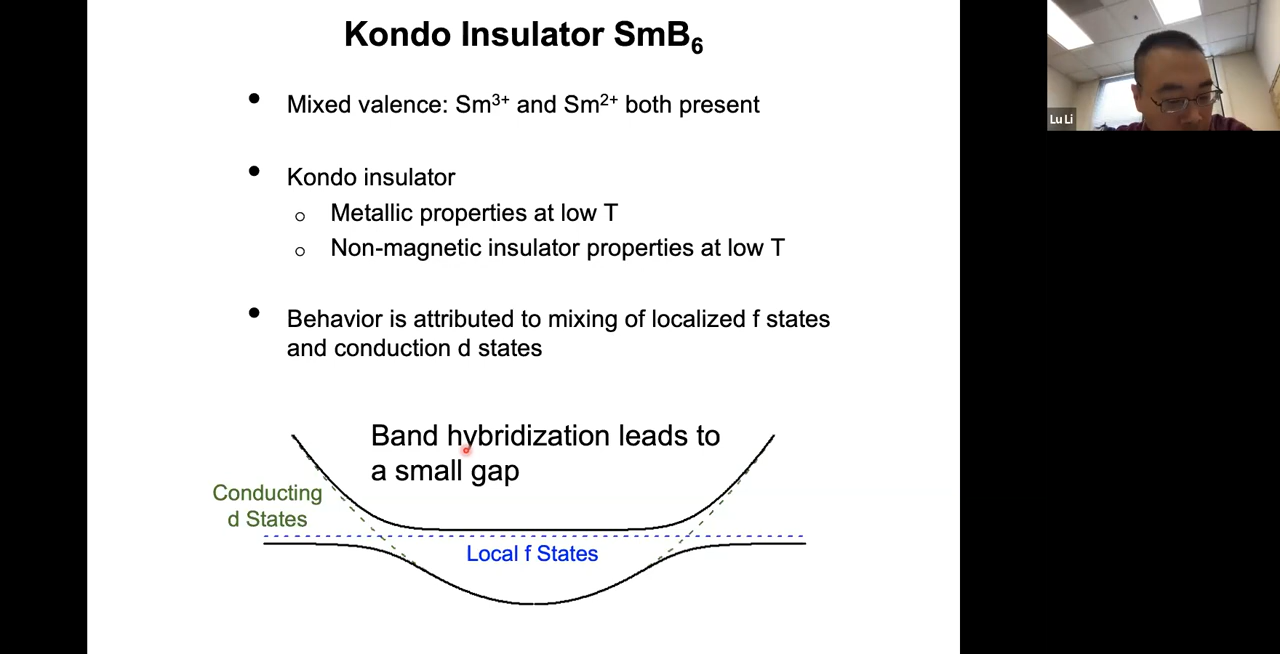 Kondo Insulator SmB₆
• Mixed valence: Sm³⁺ and Sm²⁺ both present
• Kondo insulator
○ Metallic properties at low T
○ Non-magnetic insulator properties at low T
• Behavior is attributed to mixing of localized f states
and conduction d states
Band hybridization leads to
a small gap
Conducting
d States
Local f States
Lu Li